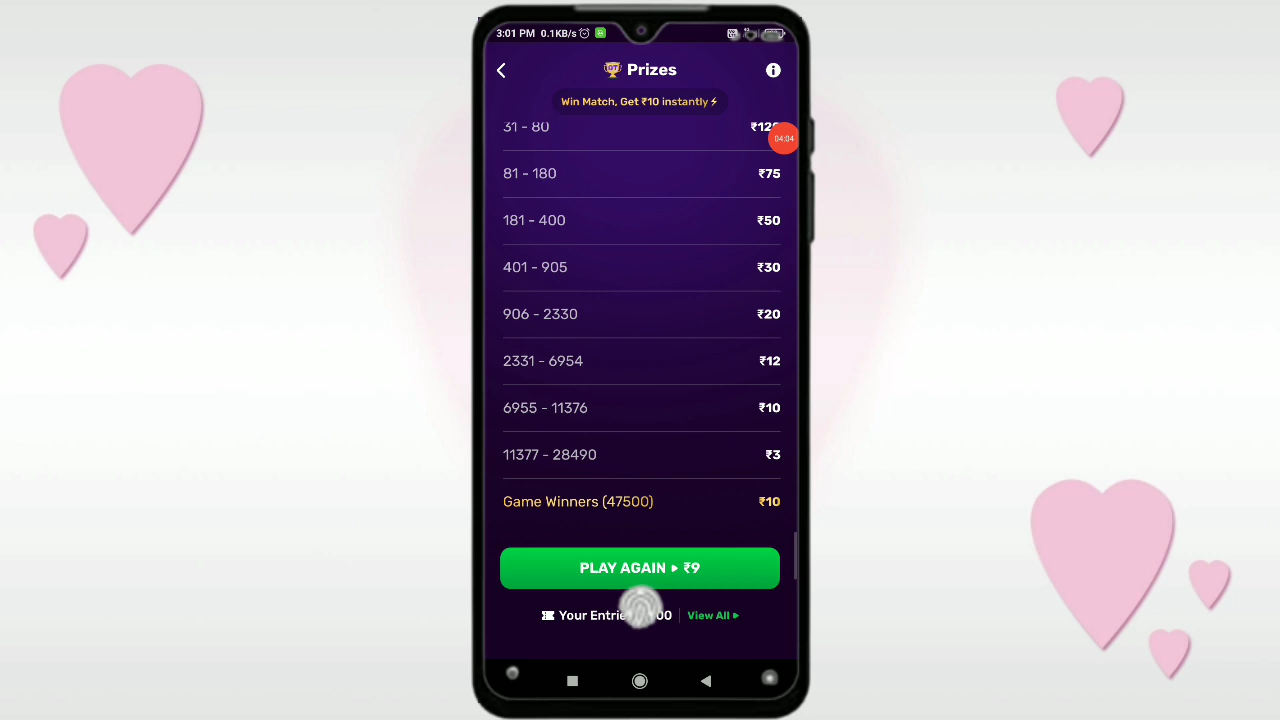 3:01 PM 0.1KB/s
Prizes
Win Match, Get ₹10 instantly⚡
31 - 80
04:04
81 - 180 ₹75
181 - 400 ₹50
401 - 905 ₹30
906 - 2330 ₹20
2331 - 6954 ₹12
6955 - 11376 ₹10
11377 - 28490 ₹3
Game Winners (47500) ₹10
PLAY AGAIN ▸ ₹9
Your View All ▸